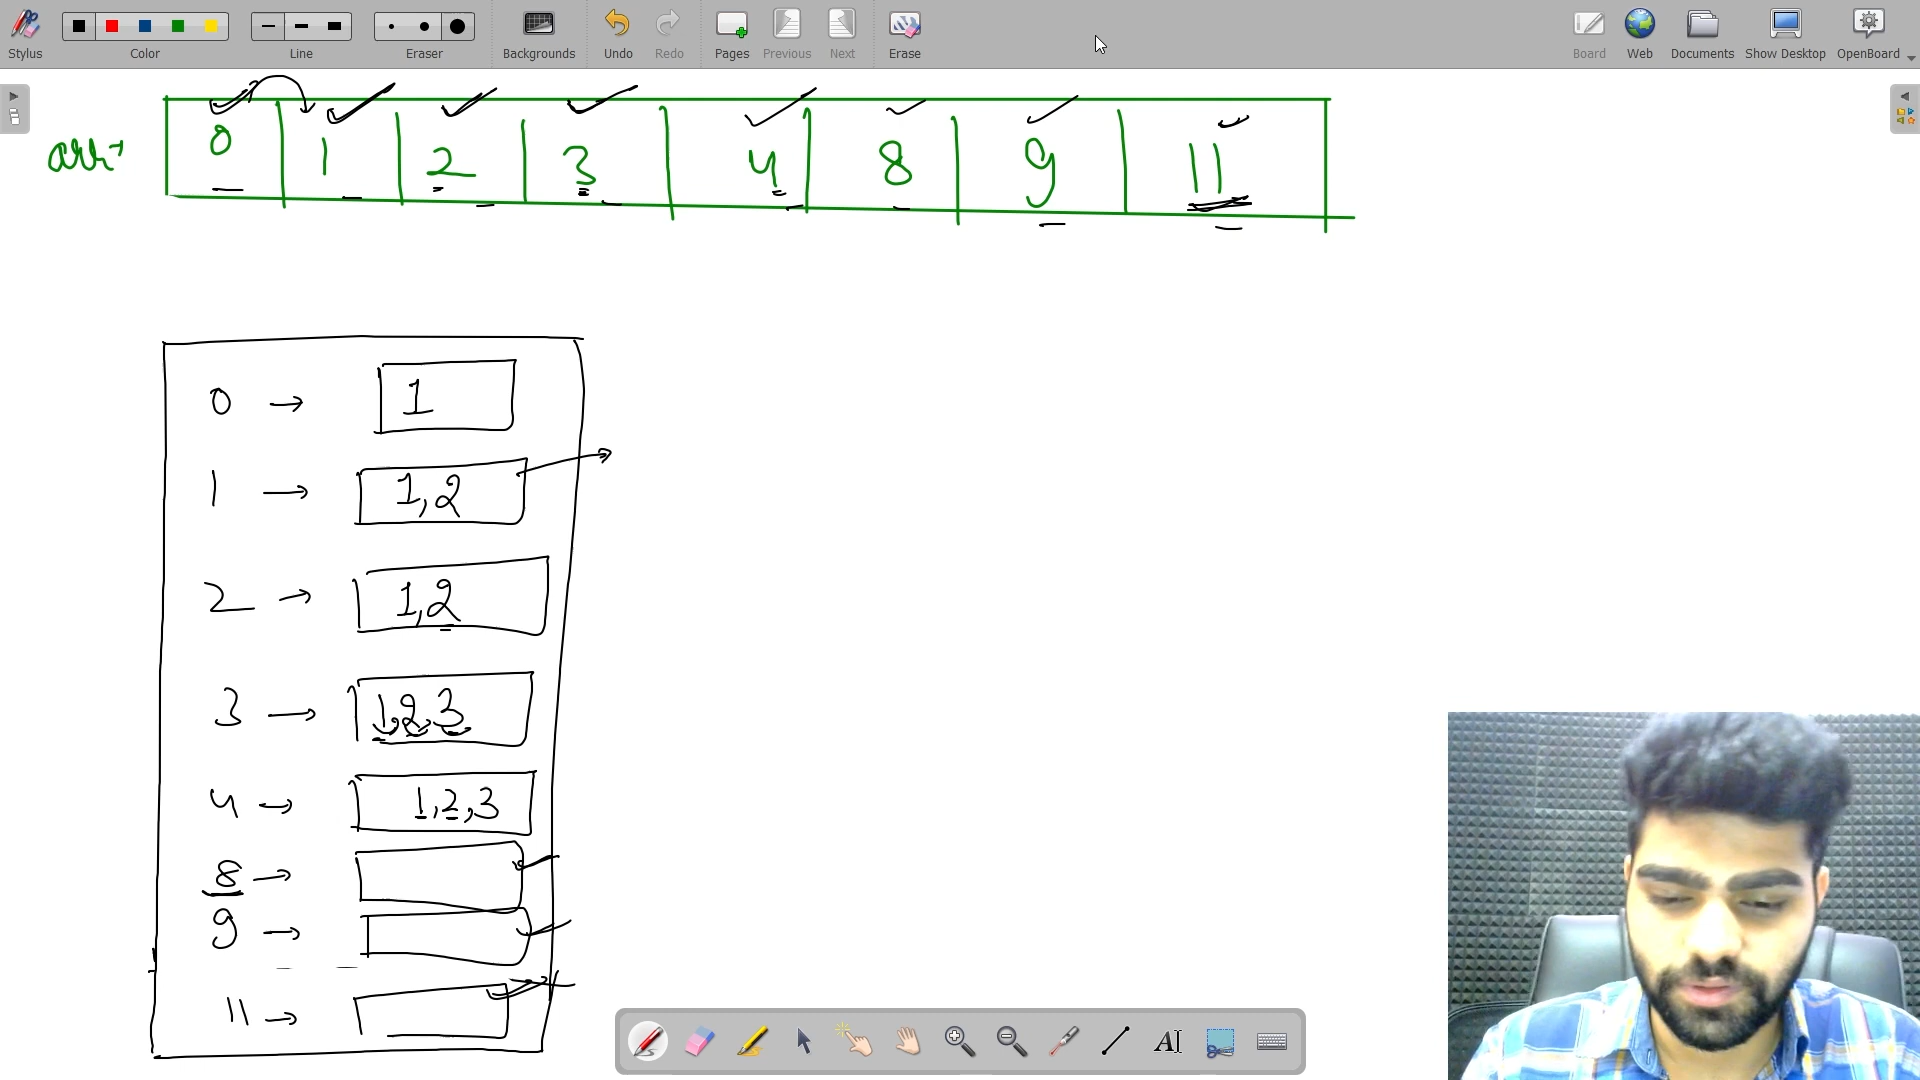 Stylus Color Line Eraser Backgrounds Undo Redo Pages Previous Next Erase Board Web Documents Show Desktop OpenBoard
arr→ 0 1 2 3 4 8 9 11
0 → 1
1 → 1,2
2 → 1,2
3 → 1,2,3
4 → 1,2,3
8 →
9 →
11 →